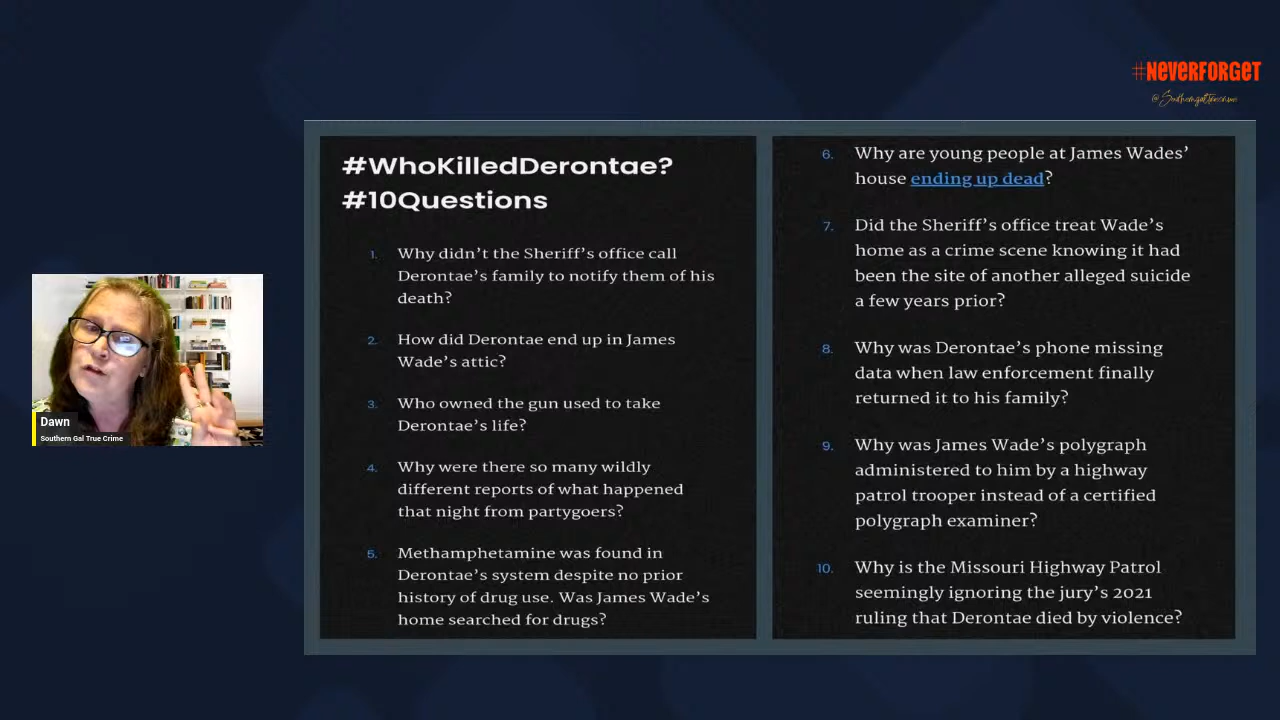 #NEVERFORGET
@Southerngaltruecrime
#WhoKilledDerontae?
#10Questions
1. Why didn’t the Sheriff’s office call
Derontae’s family to notify them of his
death?
2. How did Derontae end up in James
Wade’s attic?
3. Who owned the gun used to take
Derontae’s life?
4. Why were there so many wildly
different reports of what happened
that night from partygoers?
5. Methamphetamine was found in
Derontae’s system despite no prior
history of drug use. Was James Wade’s
home searched for drugs?
6. Why are young people at James Wades’
house ending up dead?
7. Did the Sheriff’s office treat Wade’s
home as a crime scene knowing it had
been the site of another alleged suicide
a few years prior?
8. Why was Derontae’s phone missing
data when law enforcement finally
returned it to his family?
9. Why was James Wade’s polygraph
administered to him by a highway
patrol trooper instead of a certified
polygraph examiner?
10. Why is the Missouri Highway Patrol
seemingly ignoring the jury’s 2021
ruling that Derontae died by violence?
Dawn
Southern Gal True Crime